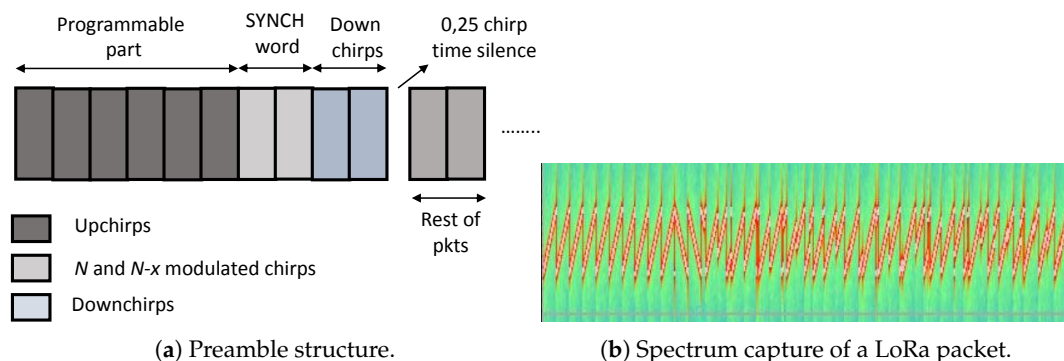 Programmable
part
SYNCH
word
Down
chirps
0,25 chirp
time silence
........
Rest of
pkts
Upchirps
N and N-x modulated chirps
Downchirps
(a) Preamble structure.
(b) Spectrum capture of a LoRa packet.